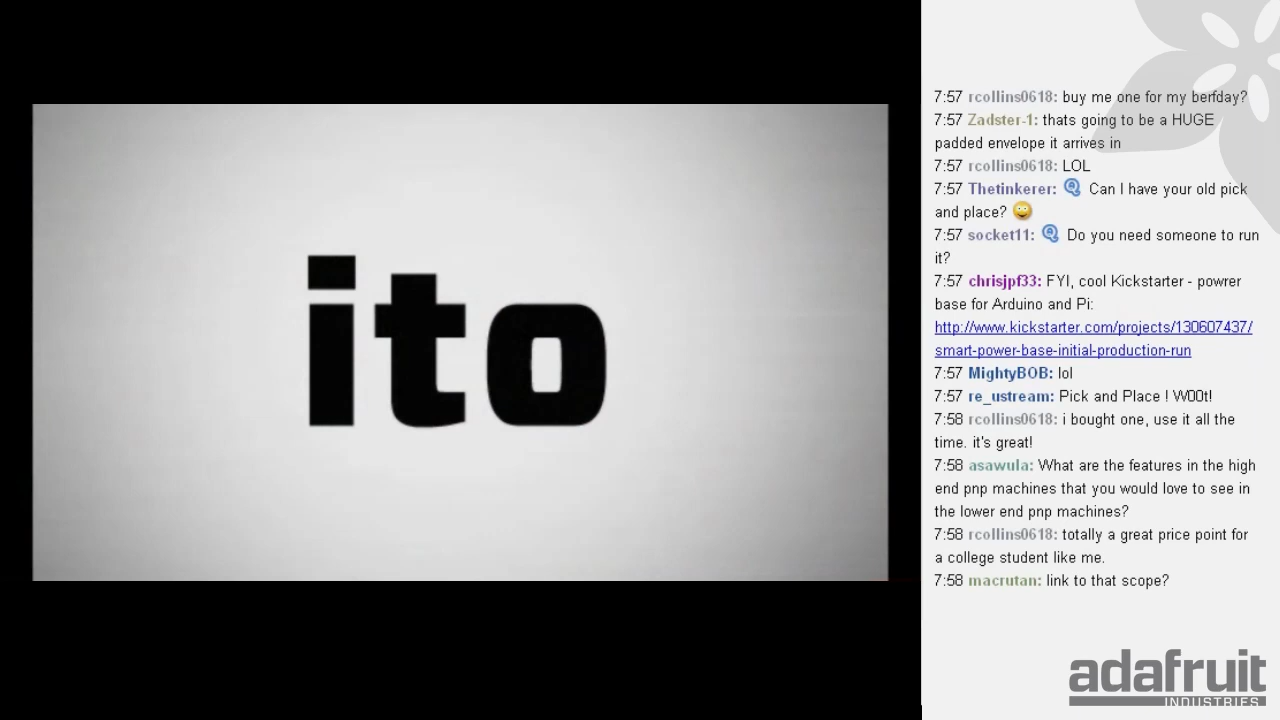 ito
7:57 rcollins0618: buy me one for my berfday?
7:57 Zadster-1: thats going to be a HUGE
padded envelope it arrives in
7:57 rcollins0618: LOL
7:57 Thetinkerer: Can I have your old pick
and place?
7:57 socket11: Do you need someone to run
it?
7:57 chrisjpf33: FYI, cool Kickstarter - powrer
base for Arduino and Pi:
http://www.kickstarter.com/projects/130607437/
smart-power-base-initial-production-run
7:57 MightyBOB: lol
7:57 re_ustream: Pick and Place ! W00t!
7:58 rcollins0618: i bought one, use it all the
time. it's great!
7:58 asawula: What are the features in the high
end pnp machines that you would love to see in
the lower end pnp machines?
7:58 rcollins0618: totally a great price point for
a college student like me.
7:58 macrutan: link to that scope?
adafruit
INDUSTRIES